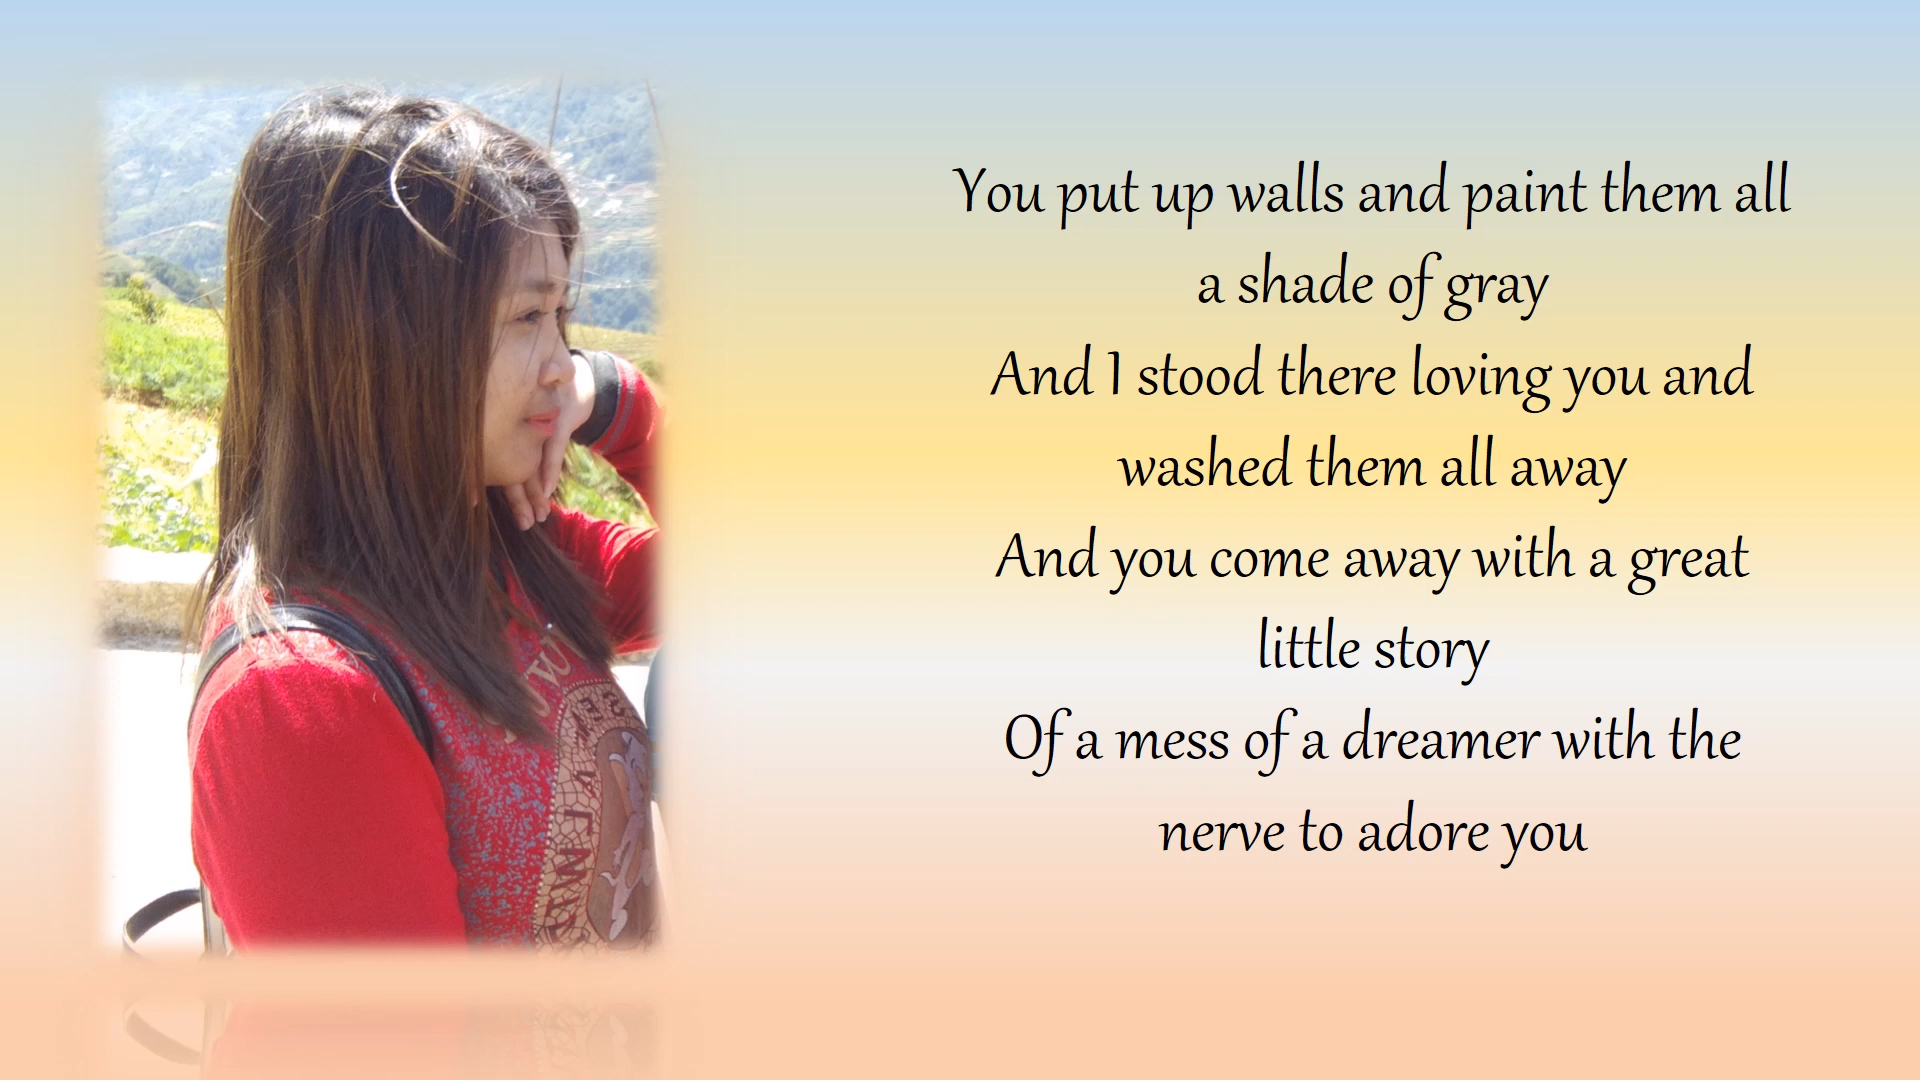 You put up walls and paint them all
a shade of gray
And I stood there loving you and
washed them all away
And you come away with a great
little story
Of a mess of a dreamer with the
nerve to adore you